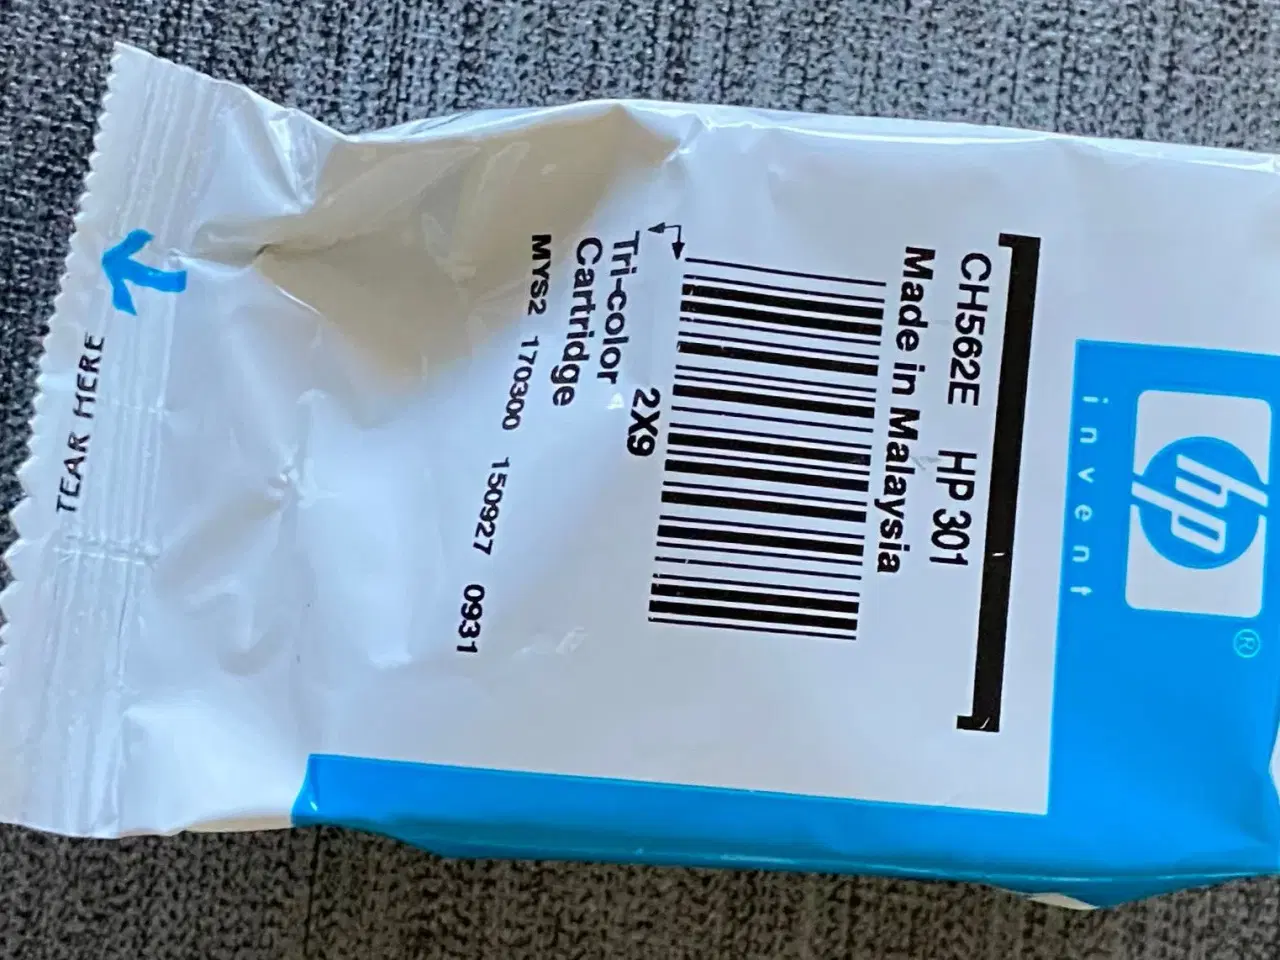 hp
®
invent
CH562E HP 301
Made in Malaysia
2X9
Tri-color
Cartridge
MYS2 170300 150927 0931
TEAR HERE